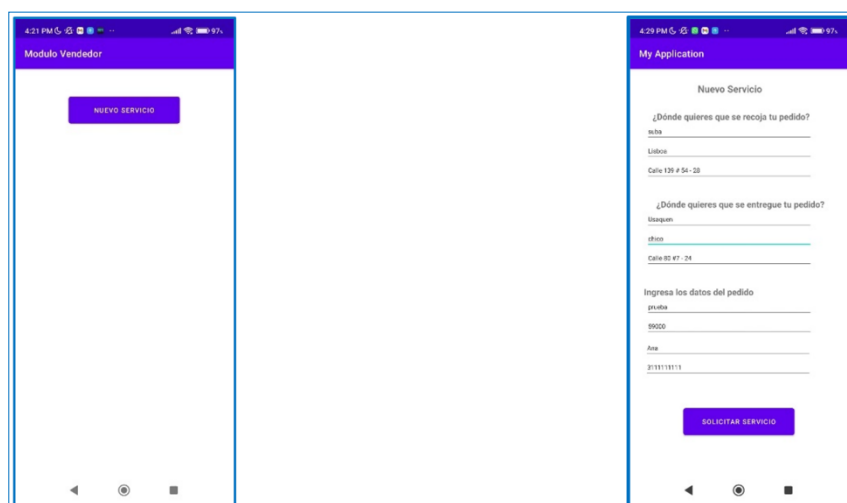 4:21 PM
97%
Modulo Vendedor
NUEVO SERVICIO
4:29 PM
97%
My Application
Nuevo Servicio
¿Dónde quieres que se recoja tu pedido?
suba
Lisboa
Calle 139 # 54 - 28
¿Dónde quieres que se entregue tu pedido?
Usaquen
chico
Calle 80 #7 - 24
Ingresa los datos del pedido
prueba
59000
Ana
3111111111
SOLICITAR SERVICIO